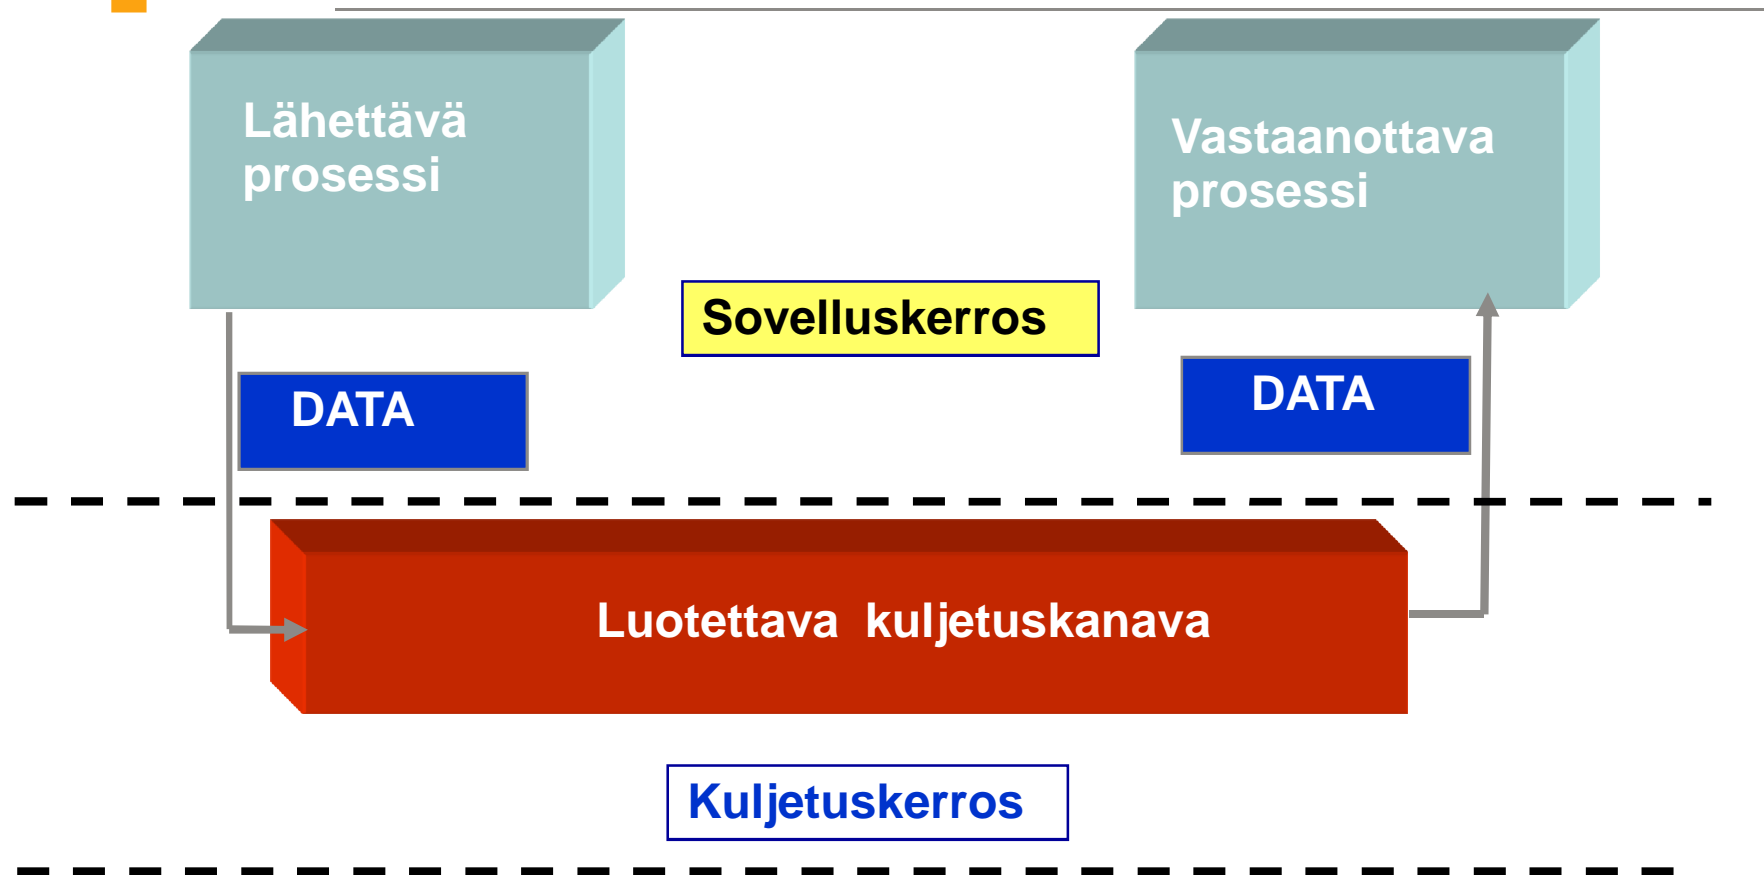 Lähettävä
prosessi
Vastaanottava
prosessi
Sovelluskerros
DATA
DATA
Luotettava kuljetuskanava
Kuljetuskerros